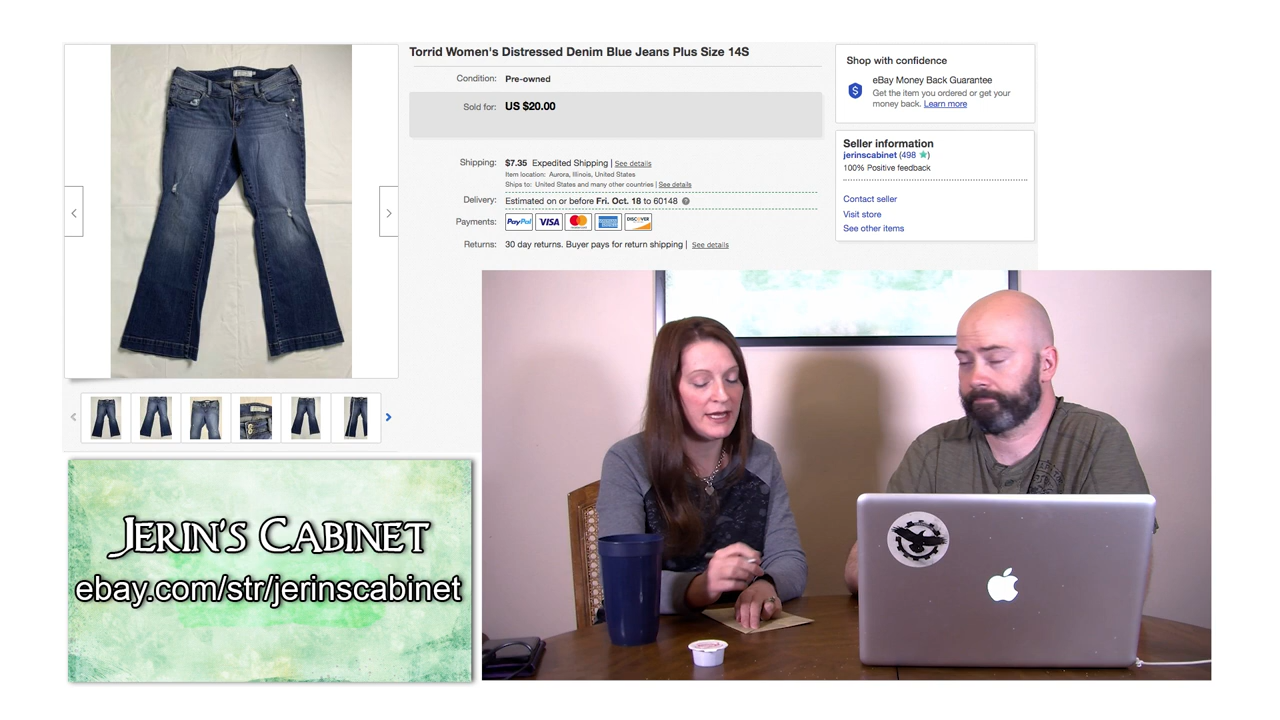 Torrid Women's Distressed Denim Blue Jeans Plus Size 14S
Condition: Pre-owned
Sold for: US $20.00
Shipping: $7.35 Expedited Shipping | See details
Item location: Aurora, Illinois, United States
Ships to: United States and many other countries | See details
Delivery: Estimated on or before Fri. Oct. 18 to 60148
Payments: PayPal VISA MasterCard DISCOVER
Returns: 30 day returns. Buyer pays for return shipping | See details
Shop with confidence
eBay Money Back Guarantee
Get the item you ordered or get your
money back. Learn more
Seller information
jerinscabinet (498 ★)
100% Positive feedback
Contact seller
Visit store
See other items
JERIN'S CABINET
ebay.com/str/jerinscabinet